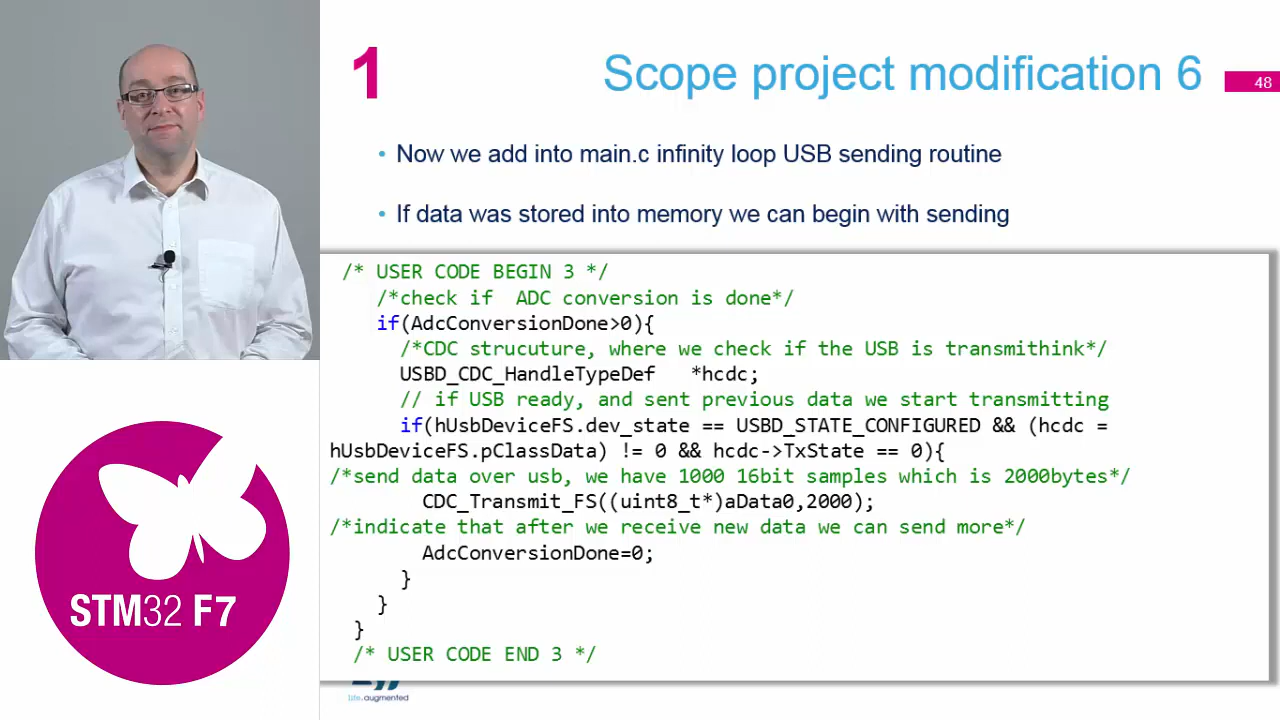 1
Scope project modification 6
48
• Now we add into main.c infinity loop USB sending routine
• If data was stored into memory we can begin with sending
/* USER CODE BEGIN 3 */
/*check if  ADC conversion is done*/
if(AdcConversionDone>0){
/*CDC strucuture, where we check if the USB is transmithink*/
USBD_CDC_HandleTypeDef   *hcdc;
// if USB ready, and sent previous data we start transmitting
if(hUsbDeviceFS.dev_state == USBD_STATE_CONFIGURED && (hcdc =
hUsbDeviceFS.pClassData) != 0 && hcdc->TxState == 0){
/*send data over usb, we have 1000 16bit samples which is 2000bytes*/
CDC_Transmit_FS((uint8_t*)aData0,2000);
/*indicate that after we receive new data we can send more*/
AdcConversionDone=0;
}
}
}
/* USER CODE END 3 */
STM32 F7
life.augmented